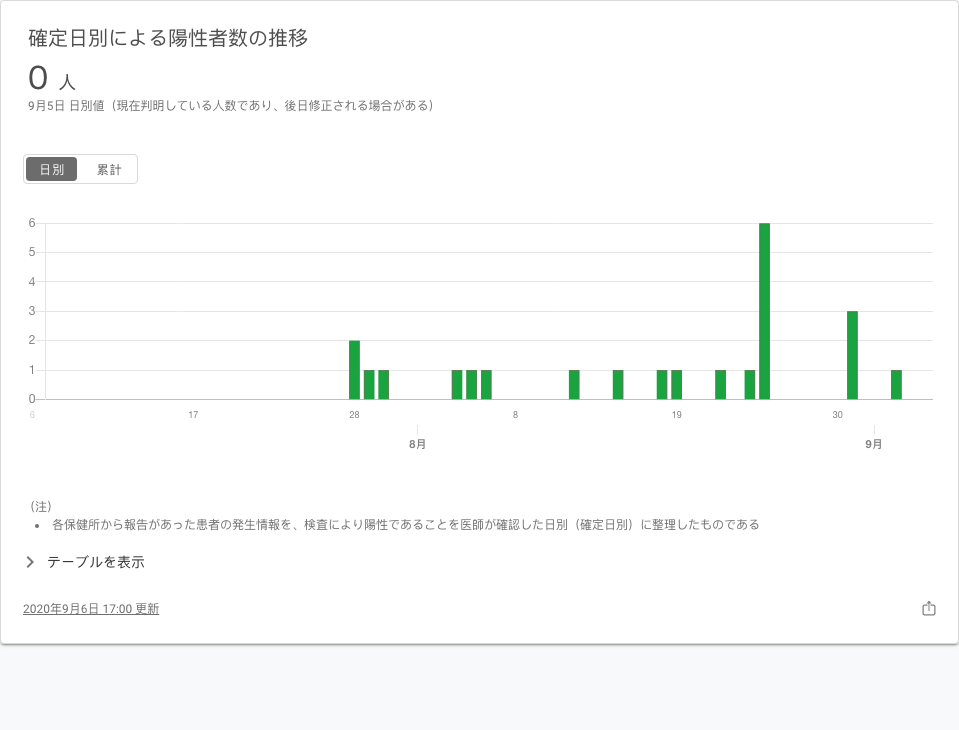 確定日別による陽性者数の推移
0 人
9月5日 日別値（現在判明している人数であり、後日修正される場合がある）
日別 累計
6
5
4
3
2
1
0
6 17 28 8 19 30
8月 9月
（注）
• 各保健所から報告があった患者の発生情報を、検査により陽性であることを医師が確認した日別（確定日別）に整理したものである
テーブルを表示
2020年9月6日 17:00 更新